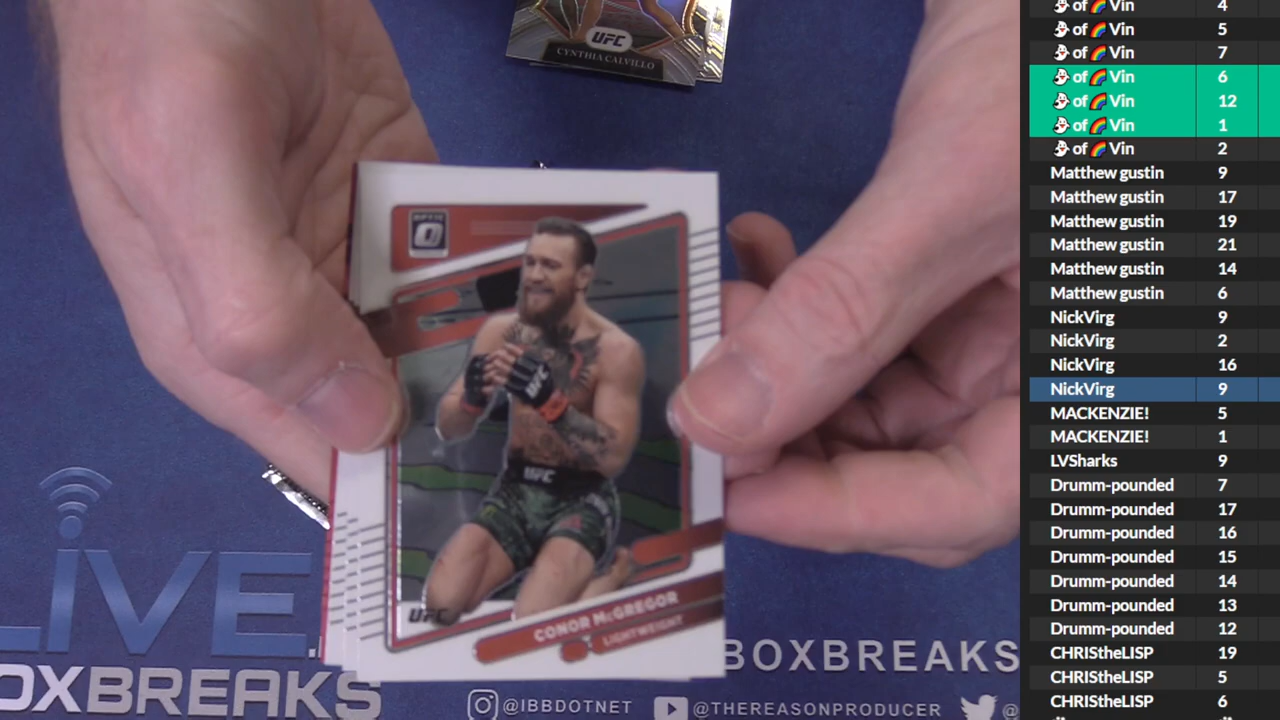 UFC
CYNTHIA CALVILLO
OPTIC
UFC
UFC
UFC
CONOR McGREGOR
LIGHTWEIGHT
LiVE
OXBREAKS
BOXBREAKS
@IBBDOTNET
@THEREASONPRODUCER
@
👻 of 🌈 Vin 4
👻 of 🌈 Vin 5
👻 of 🌈 Vin 7
👻 of 🌈 Vin 6
👻 of 🌈 Vin 12
👻 of 🌈 Vin 1
👻 of 🌈 Vin 2
Matthew gustin 9
Matthew gustin 17
Matthew gustin 19
Matthew gustin 21
Matthew gustin 14
Matthew gustin 6
NickVirg 9
NickVirg 2
NickVirg 16
NickVirg 9
MACKENZIE! 5
MACKENZIE! 1
LVSharks 9
Drumm-pounded 7
Drumm-pounded 17
Drumm-pounded 16
Drumm-pounded 15
Drumm-pounded 14
Drumm-pounded 13
Drumm-pounded 12
CHRIStheLISP 19
CHRIStheLISP 5
CHRIStheLISP 6